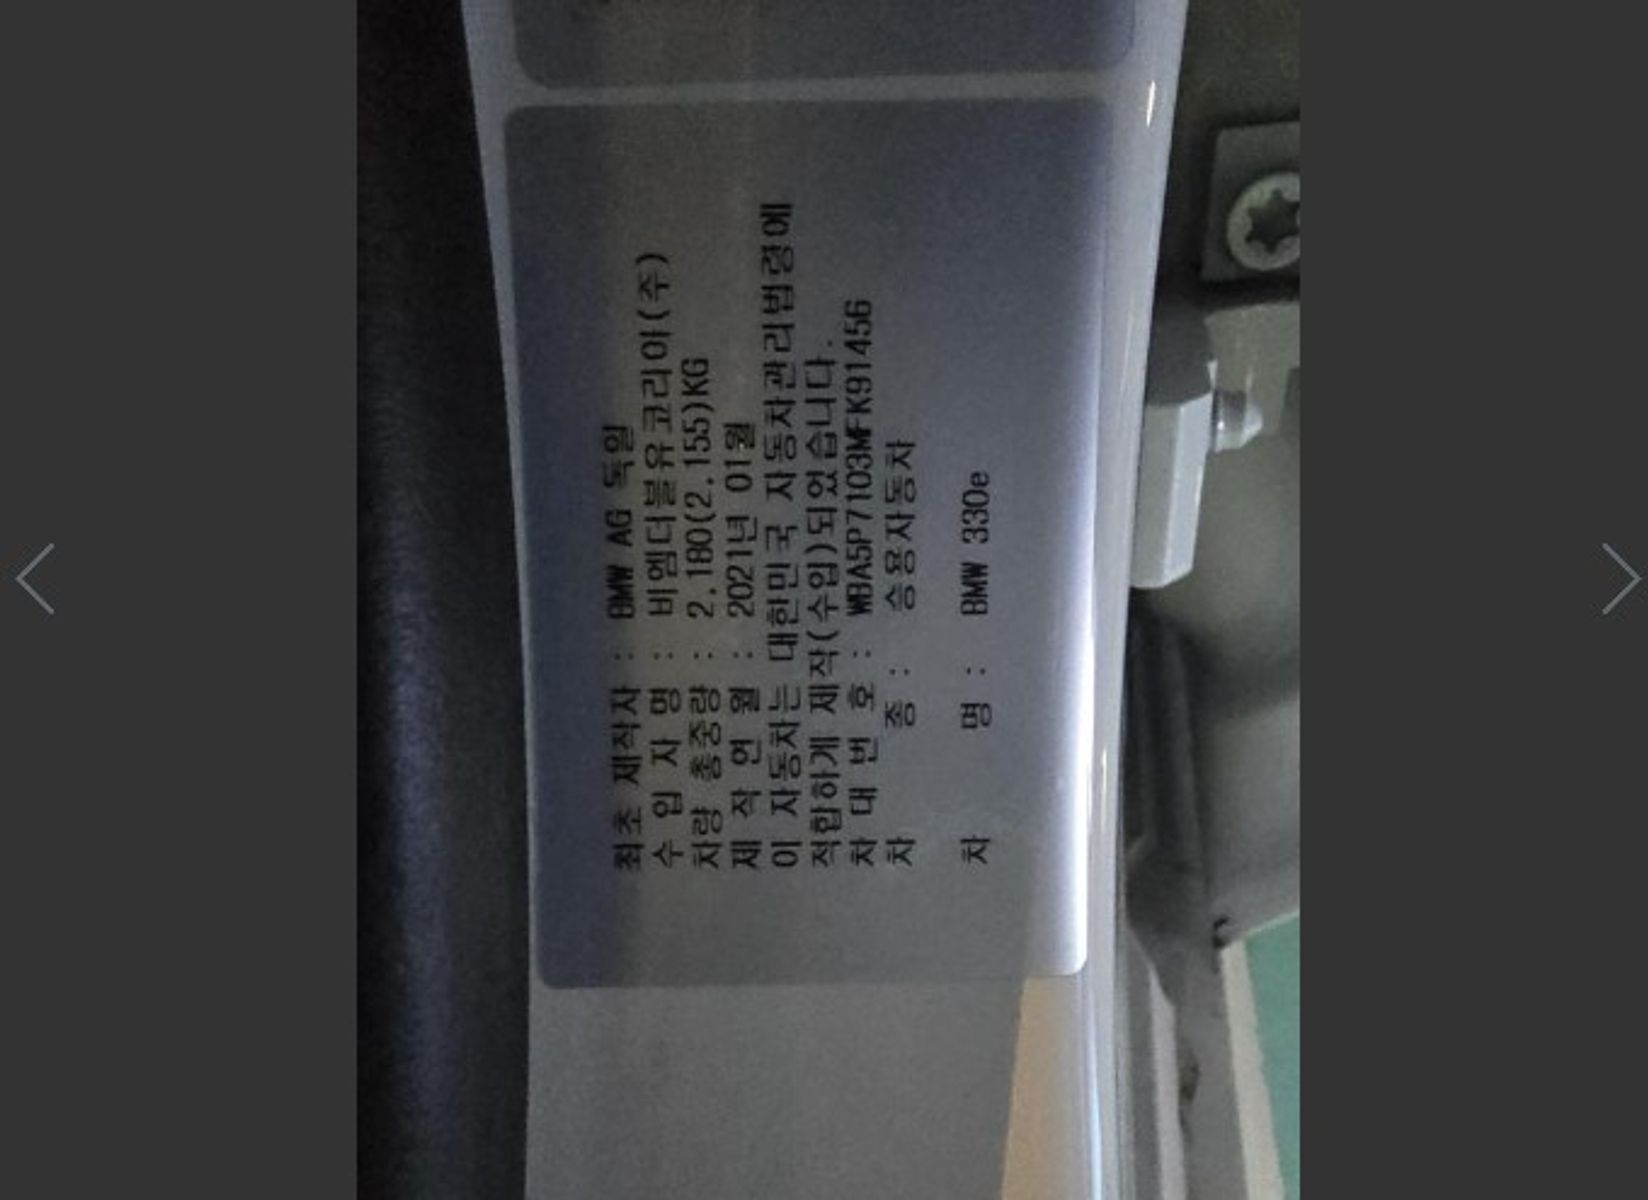 최초 제작자 : BMW AG 독일
수 입 자 명 : 비엠더블유코리아(주)
차량 총중량 : 2,180(2,155)KG
제 작 연 월 : 2021년 01월
이 자동차는 대한민국 자동차관리법령에
적합하게 제작(수입)되었습니다.
차 대 번 호 : WBA5P7103MFK91456
차 종 : 승용자동차
차 명 : BMW 330e